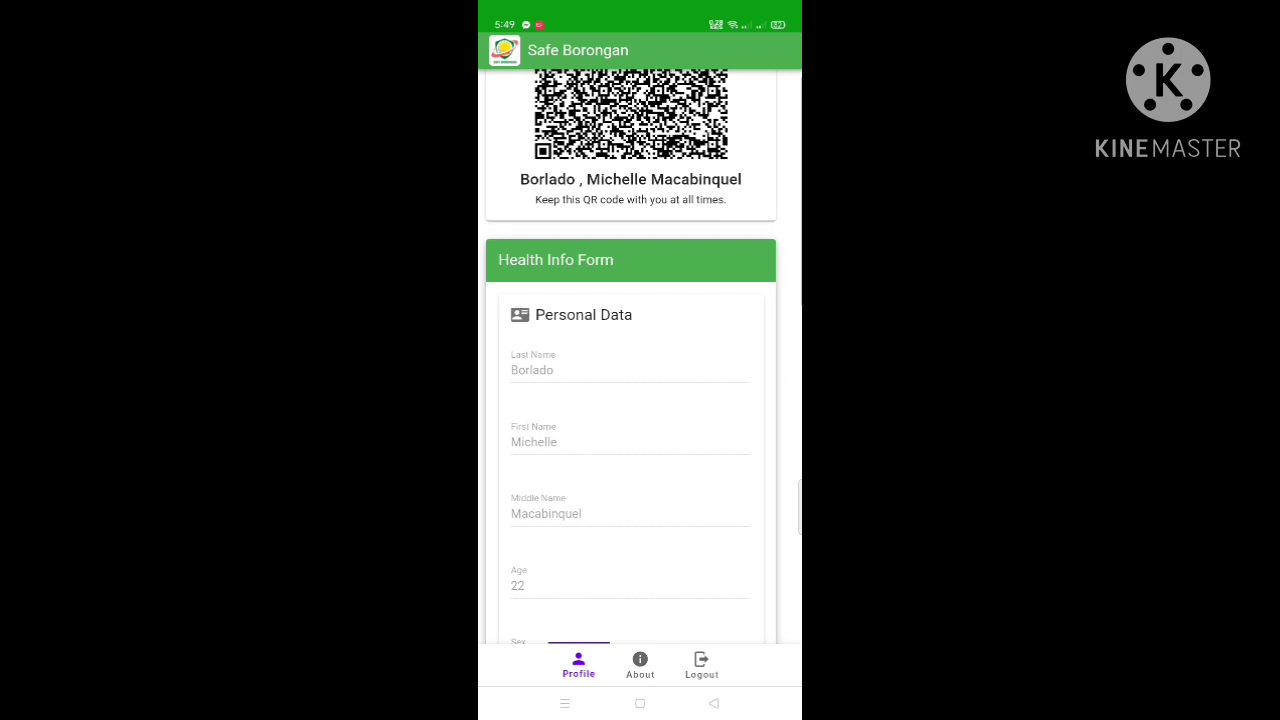 5:49
Safe Borongan
Borlado , Michelle Macabinquel
Keep this QR code with you at all times.
Health Info Form
Personal Data
Last Name
Borlado
First Name
Michelle
Middle Name
Macabinquel
Age
22
Sex
Profile
About
Logout
K
KINEMASTER